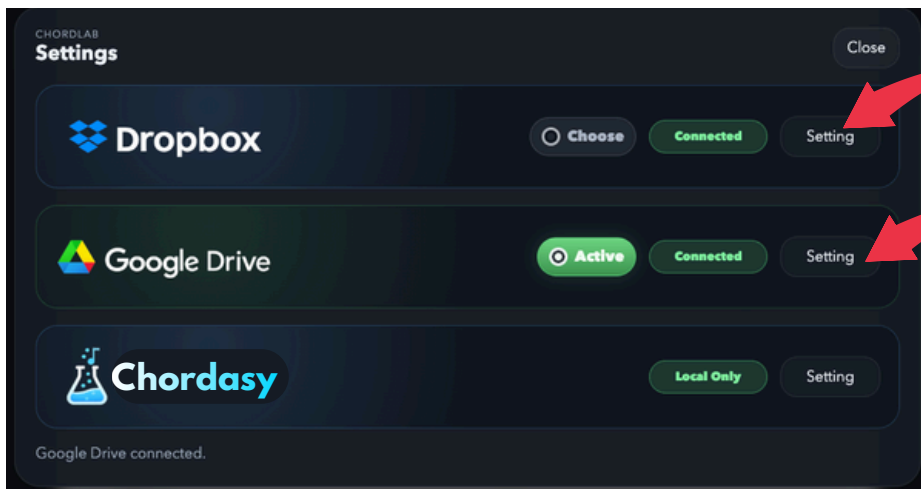 CHORDLAB
Settings
Close
Dropbox
Choose
Connected
Setting
Google Drive
Active
Connected
Setting
Chordasy
Local Only
Setting
Google Drive connected.